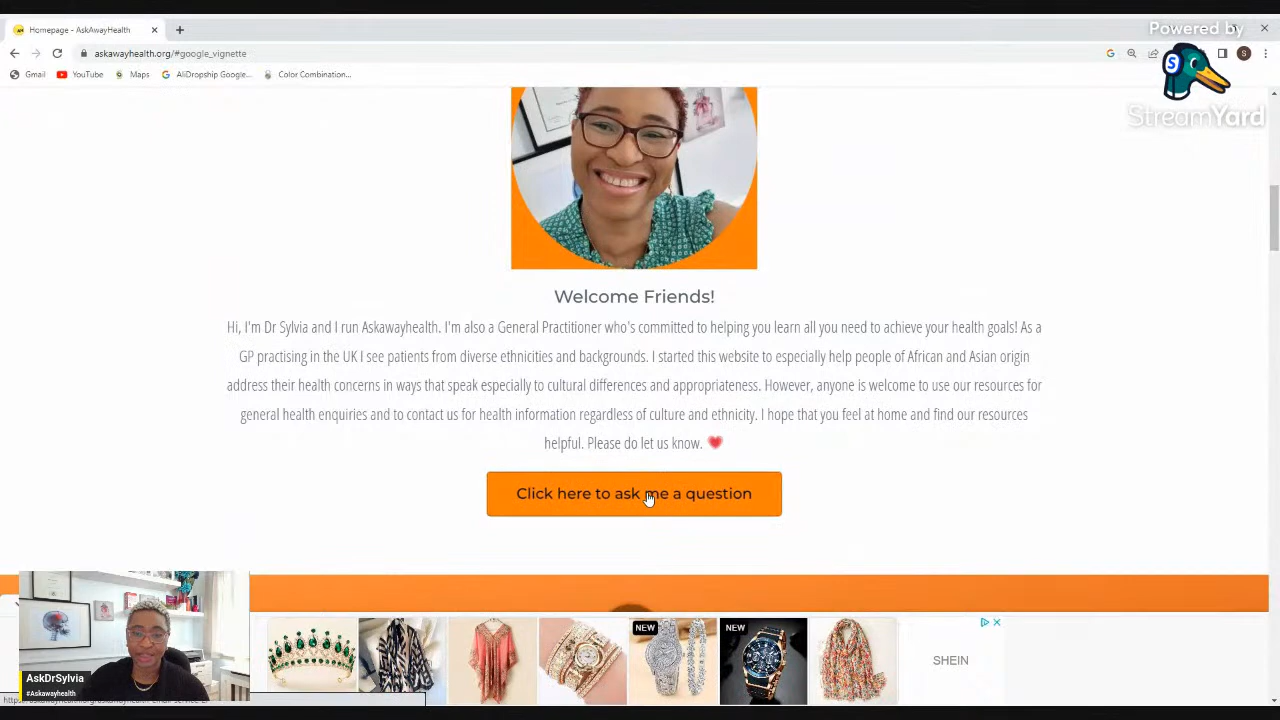 Powered by
StreamYard
Homepage - AskAwayHealth
askawayhealth.org/#google_vignette
Gmail
YouTube
Maps
AliDropship Google...
Color Combination...
Welcome Friends!
Hi, I'm Dr Sylvia and I run Askawayhealth. I'm also a General Practitioner who's committed to helping you learn all you need to achieve your health goals! As a
GP practising in the UK I see patients from diverse ethnicities and backgrounds. I started this website to especially help people of African and Asian origin
address their health concerns in ways that speak especially to cultural differences and appropriateness. However, anyone is welcome to use our resources for
general health enquiries and to contact us for health information regardless of culture and ethnicity. I hope that you feel at home and find our resources
helpful. Please do let us know.
Click here to ask me a question
NEW
NEW
SHEIN
AskDrSylvia
#Askawayhealth